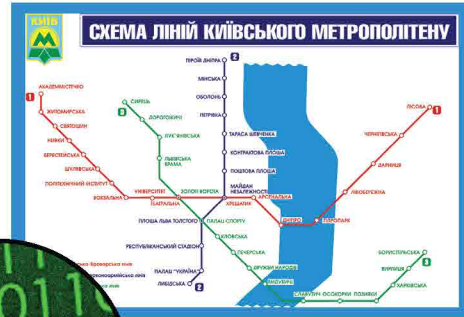 КИЇВ
СХЕМА ЛІНІЙ КИЇВСЬКОГО МЕТРОПОЛІТЕНУ
2
ГЕРОЇВ ДНІПРА
МІНСЬКА
ОБОЛОНЬ
ПЕТРІВКА
ТАРАСА ШЕВЧЕНКА
КОНТРАКТОВА ПЛОЩА
ПОШТОВА ПЛОЩА
МАЙДАН
НЕЗАЛЕЖНОСТІ
АКАДЕММІСТЕЧКО
1
ЖИТОМИРСЬКА
СВЯТОШИН
НИВКИ
БЕРЕСТЕЙСЬКА
ШУЛЯВСЬКА
ПОЛІТЕХНІЧНИЙ ІНСТИТУТ
ВОКЗАЛЬНА
УНІВЕРСИТЕТ
ТЕАТРАЛЬНА
3
СИРЕЦЬ
ДОРОГОЖИЧІ
ЛУК'ЯНІВСЬКА
ЛЬВІВСЬКА
БРАМА
ЗОЛОТІ ВОРОТА
ХРЕЩАТИК
АРСЕНАЛЬНА
ДНІПРО
ГІДРОПАРК
ЛІВОБЕРЕЖНА
ДАРНИЦЯ
ЧЕРНІГІВСЬКА
ЛІСОВА
1
ПЛОЩА ЛЬВА ТОЛСТОГО
ПАЛАЦ СПОРТУ
КЛОВСЬКА
ПЕЧЕРСЬКА
ДРУЖБИ НАРОДІВ
ВИДУБИЧІ
СЛАВУТИЧ
ОСОКОРКИ
ПОЗНЯКИ
ХАРКІВСЬКА
ВИРЛИЦЯ
БОРИСПІЛЬСЬКА
3
РЕСПУБЛІКАНСЬКИЙ СТАДІОН
ПАЛАЦ "УКРАЇНА"
ЛИБІДСЬКА
2